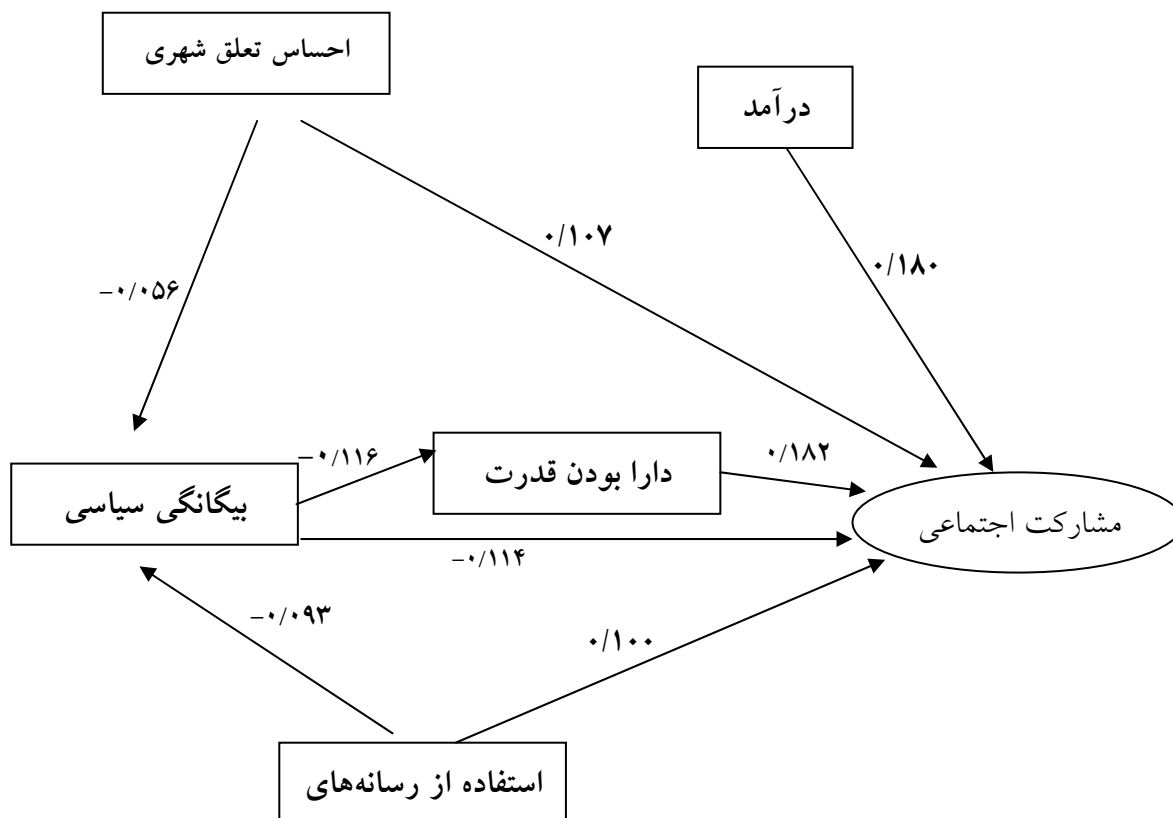 احساس تعلق شهری
درآمد
۰/۱۰۷
۰/۱۸۰
–۰/۰۵۶
–۰/۱۱۶
دارا بودن قدرت
۰/۱۸۲
بیگانگی سیاسی
مشارکت اجتماعی
–۰/۱۱۴
–۰/۰۹۳
۰/۱۰۰
استفاده از رسانه‌های